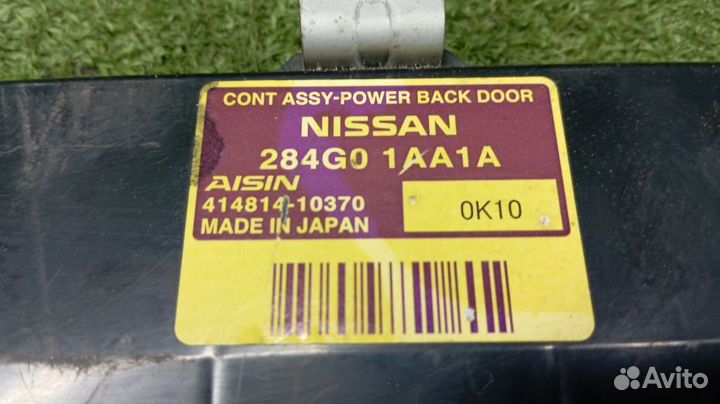 CONT ASSY-POWER BACK DOOR
NISSAN
284G0 1AA1A
AISIN
414814-10370
0K10
MADE IN JAPAN
Avito